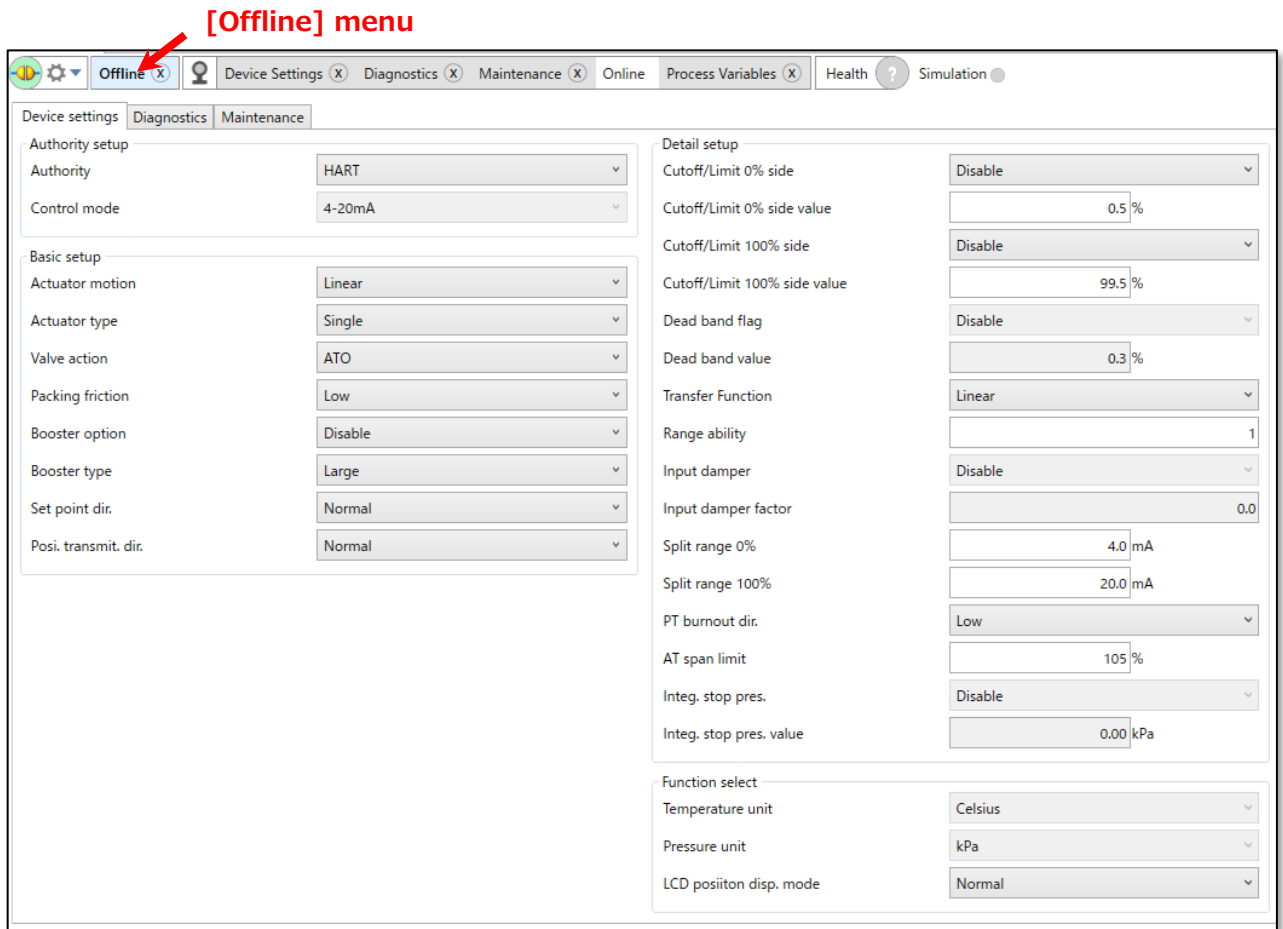 [Offline] menu
Offline X Device Settings X Diagnostics X Maintenance X Online Process Variables X Health ? Simulation
Device settings Diagnostics Maintenance
Authority setup
Authority HART
Control mode 4-20mA
Basic setup
Actuator motion Linear
Actuator type Single
Valve action ATO
Packing friction Low
Booster option Disable
Booster type Large
Set point dir. Normal
Posi. transmit. dir. Normal
Detail setup
Cutoff/Limit 0% side Disable
Cutoff/Limit 0% side value 0.5 %
Cutoff/Limit 100% side Disable
Cutoff/Limit 100% side value 99.5 %
Dead band flag Disable
Dead band value 0.3 %
Transfer Function Linear
Range ability 1
Input damper Disable
Input damper factor 0.0
Split range 0% 4.0 mA
Split range 100% 20.0 mA
PT burnout dir. Low
AT span limit 105 %
Integ. stop pres. Disable
Integ. stop pres. value 0.00 kPa
Function select
Temperature unit Celsius
Pressure unit kPa
LCD posiiton disp. mode Normal